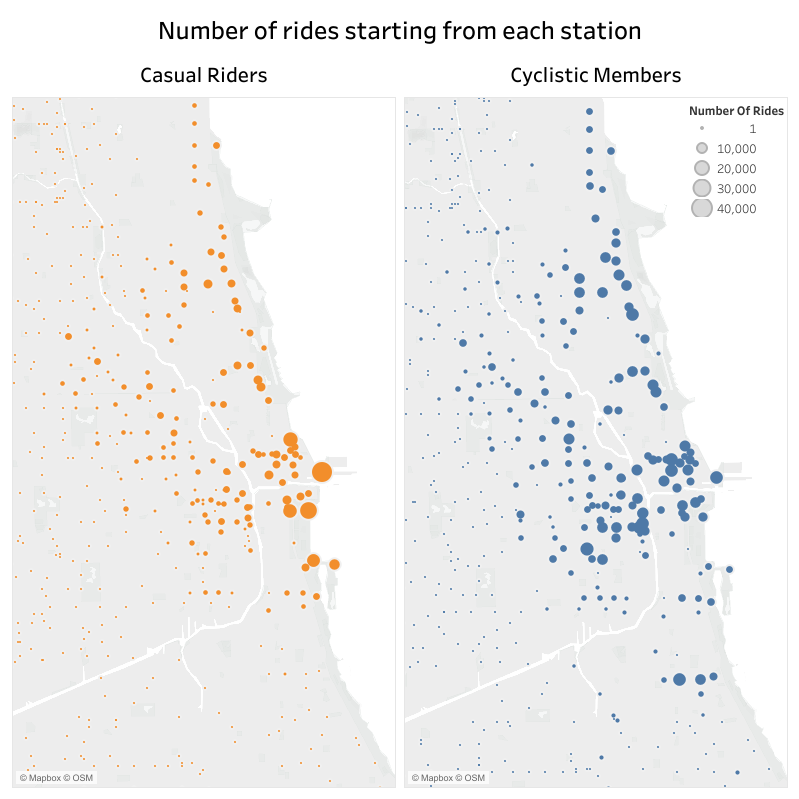 Number of rides starting from each station
Casual Riders
Cyclistic Members
Number Of Rides
1
10,000
20,000
30,000
40,000
© Mapbox © OSM
© Mapbox © OSM